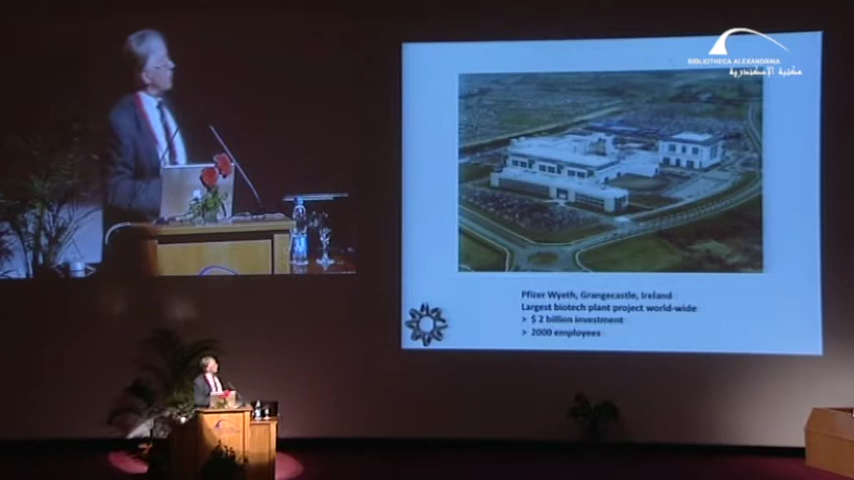 BIBLIOTHECA ALEXANDRINA
مكتبة الإسكندرية
Pfizer Wyeth, Grangecastle, Ireland
Largest biotech plant project world-wide
> $ 2 billion investment
> 2000 employees